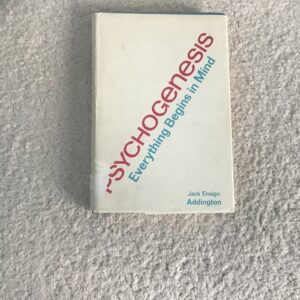 PSYCHOGenesis
Everything Begins in Mind
Jack Ensign
Addington